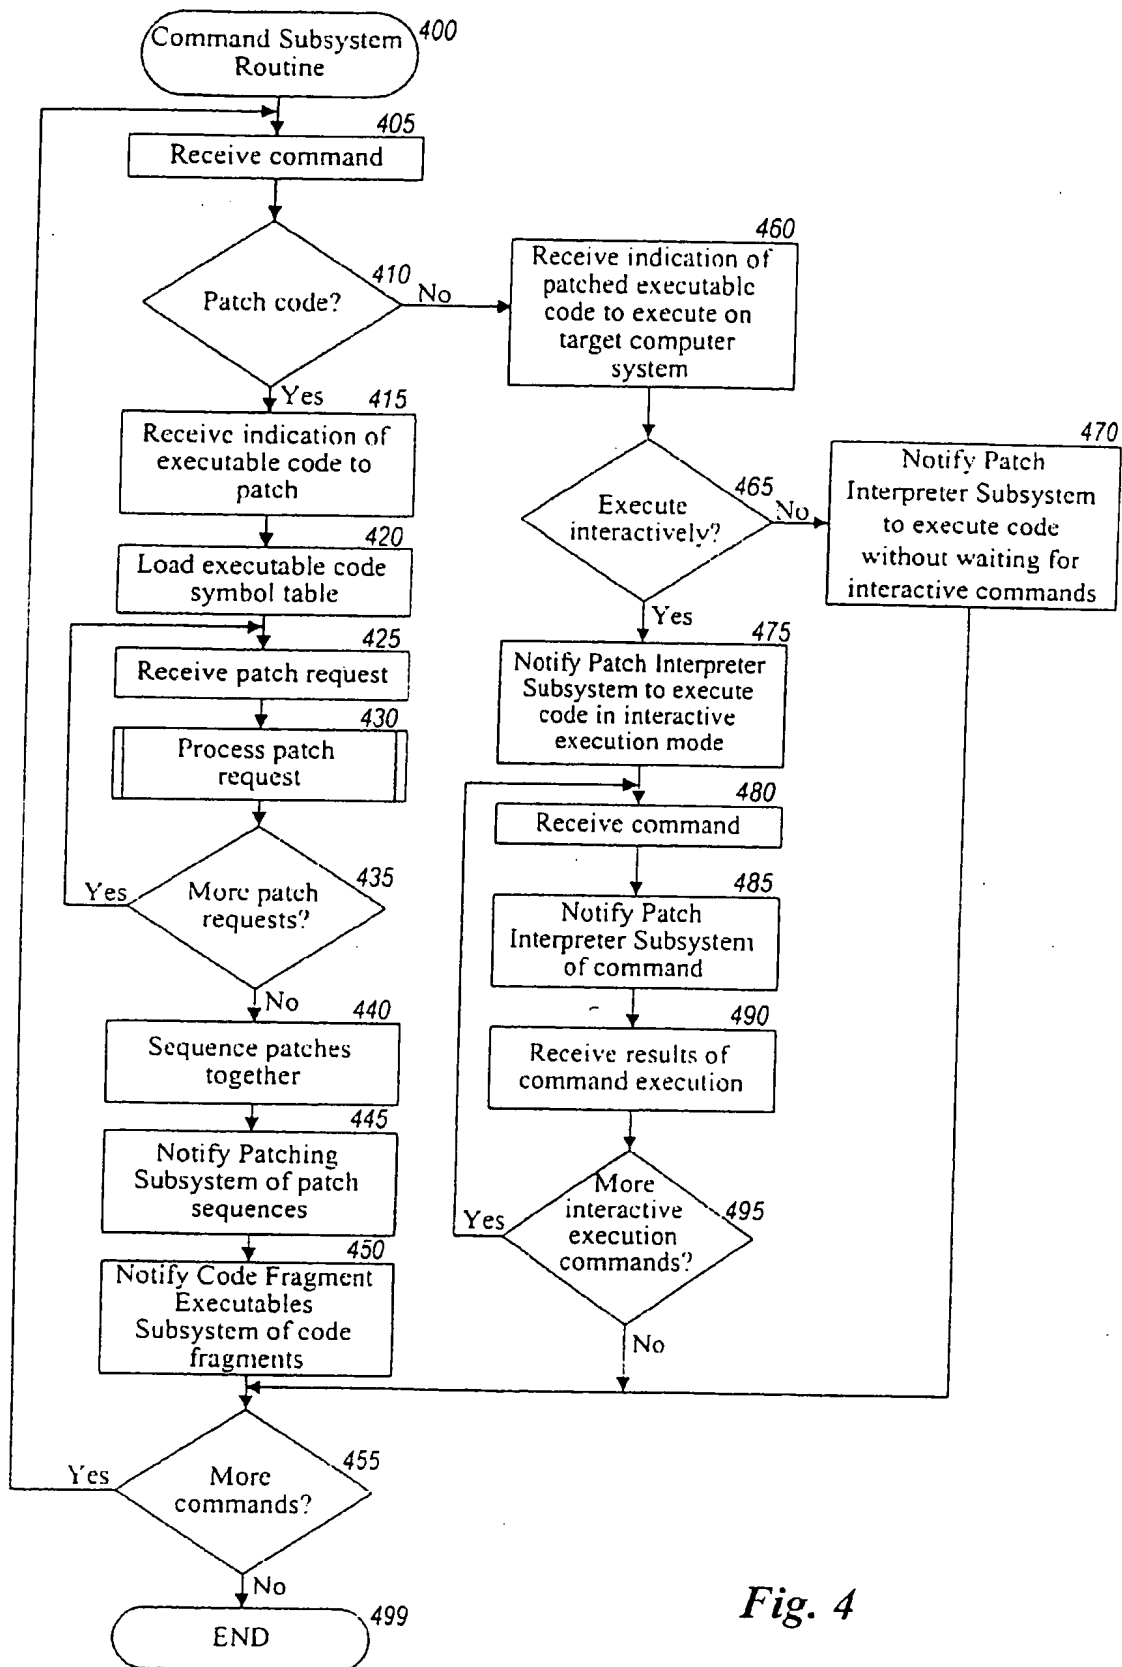 Command Subsystem
Routine
400
405
Receive command
410
Patch code?
No
Yes
415
Receive indication of
executable code to
patch
420
Load executable code
symbol table
425
Receive patch request
430
Process patch
request
435
More patch
requests?
Yes
No
440
Sequence patches
together
445
Notify Patching
Subsystem of patch
sequences
450
Notify Code Fragment
Executables
Subsystem of code
fragments
455
More
commands?
Yes
No
499
END
460
Receive indication of
patched executable
code to execute on
target computer
system
465
Execute
interactively?
No
Yes
470
Notify Patch
Interpreter Subsystem
to execute code
without waiting for
interactive commands
475
Notify Patch Interpreter
Subsystem to execute
code in interactive
execution mode
480
Receive command
485
Notify Patch
Interpreter Subsystem
of command
490
Receive results of
command execution
495
More
interactive
execution
commands?
Yes
No
Fig. 4